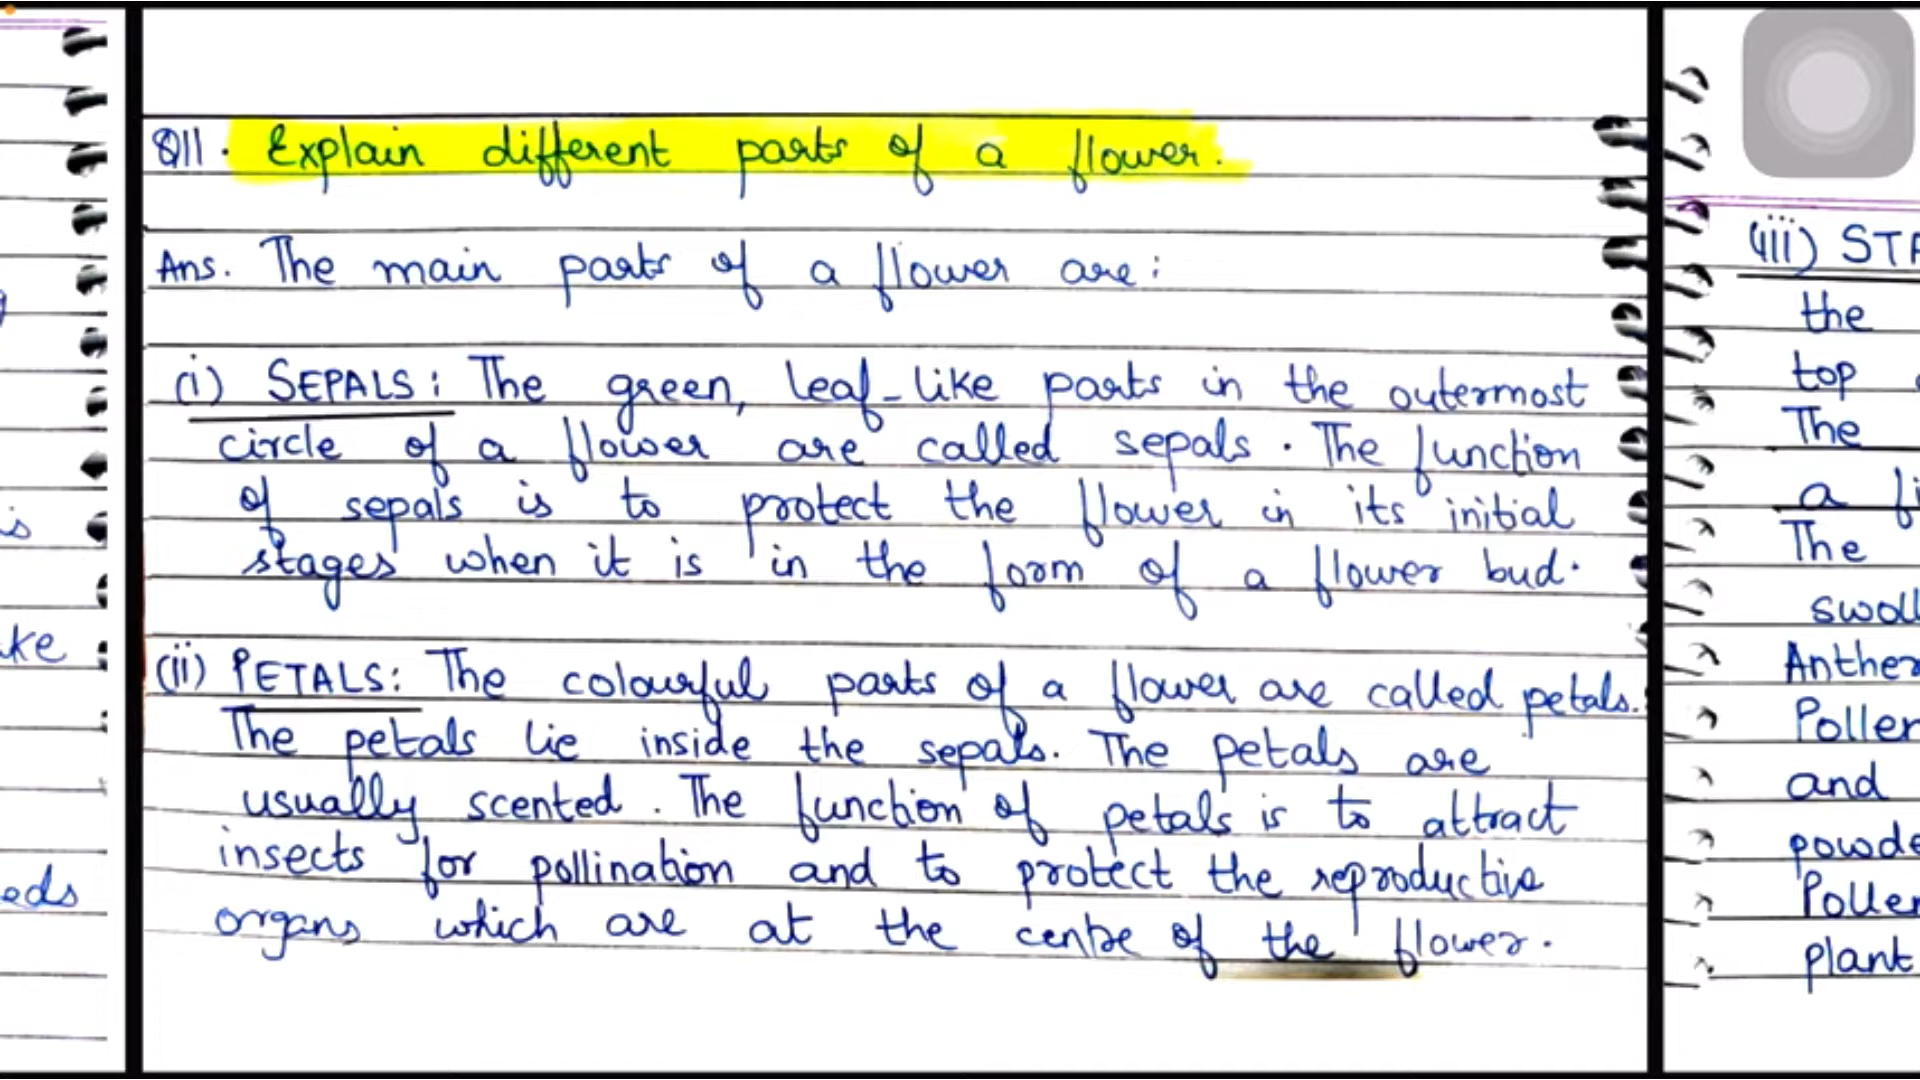 Q11. Explain different parts of a flower.
Ans. The main parts of a flower are:
(i) SEPALS: The green, leaf-like parts in the outermost
circle of a flower are called sepals. The function
of sepals is to protect the flower in its initial
stages when it is in the form of a flower bud.
(ii) PETALS: The colourful parts of a flower are called petals.
The petals lie inside the sepals. The petals are
usually scented. The function of petals is to attract
insects for pollination and to protect the reproductive
organs which are at the centre of the flower.
is
ke
eds
(iii) STA
the
top
The
a
The
swoll
Anther
Pollen
and
powde
Pollen
plant